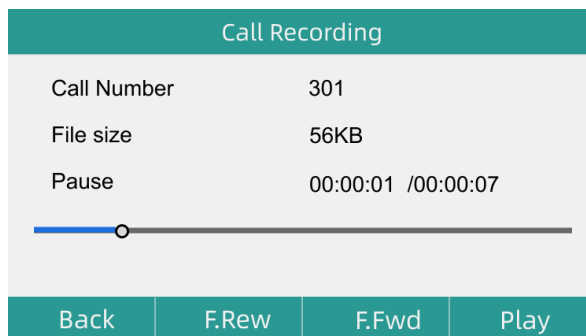 Call Recording
Call Number 301
File size 56KB
Pause 00:00:01 /00:00:07
Back F.Rew F.Fwd Play